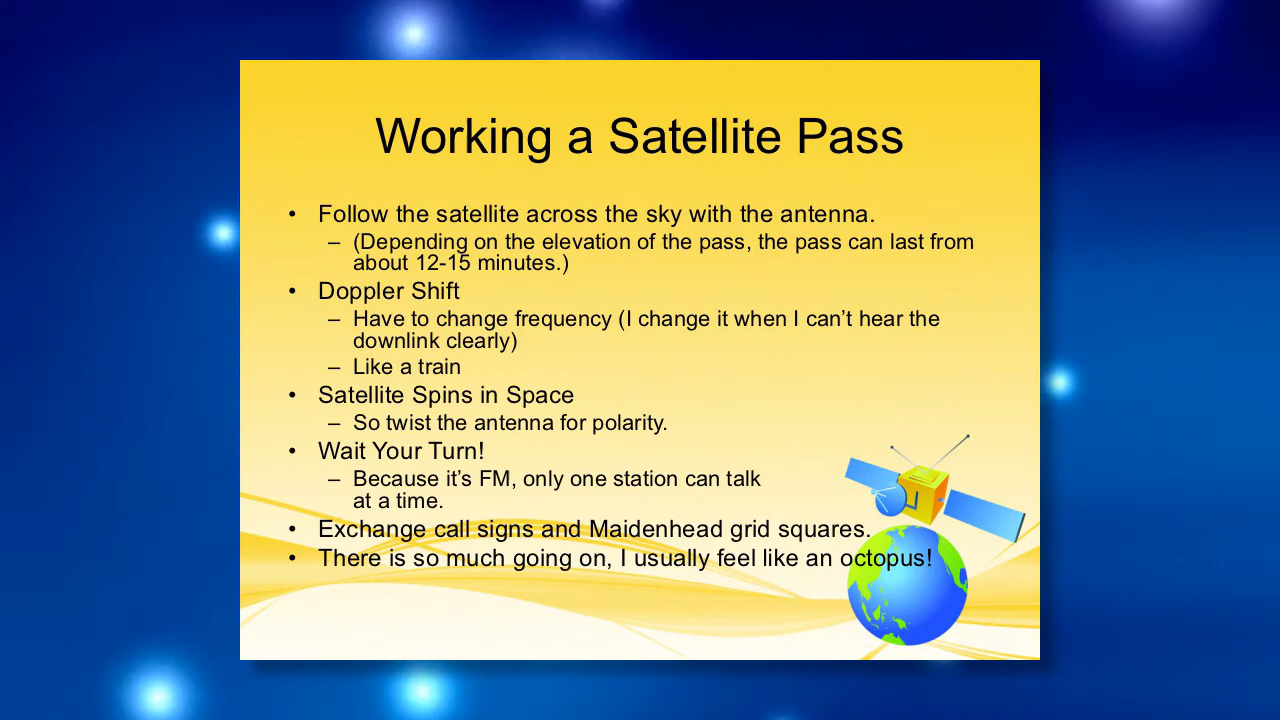 Working a Satellite Pass
• Follow the satellite across the sky with the antenna.
– (Depending on the elevation of the pass, the pass can last from
about 12-15 minutes.)
• Doppler Shift
– Have to change frequency (I change it when I can’t hear the
downlink clearly)
– Like a train
• Satellite Spins in Space
– So twist the antenna for polarity.
• Wait Your Turn!
– Because it’s FM, only one station can talk
at a time.
• Exchange call signs and Maidenhead grid squares.
• There is so much going on, I usually feel like an octopus!